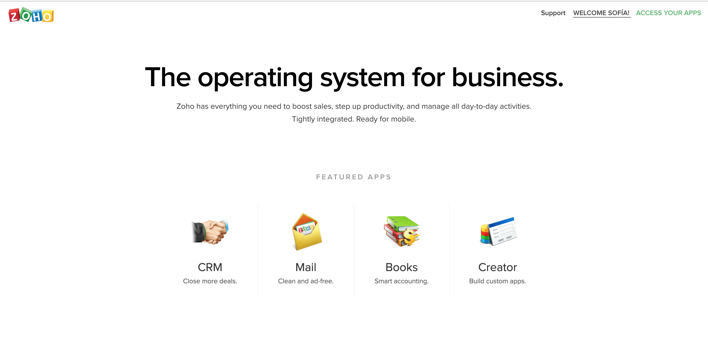 ZOHO
Support WELCOME SOFÍA! ACCESS YOUR APPS
The operating system for business.
Zoho has everything you need to boost sales, step up productivity, and manage all day-to-day activities.
Tightly integrated. Ready for mobile.
FEATURED APPS
CRM
Close more deals.
Mail
Clean and ad-free.
Books
Smart accounting.
Creator
Build custom apps.